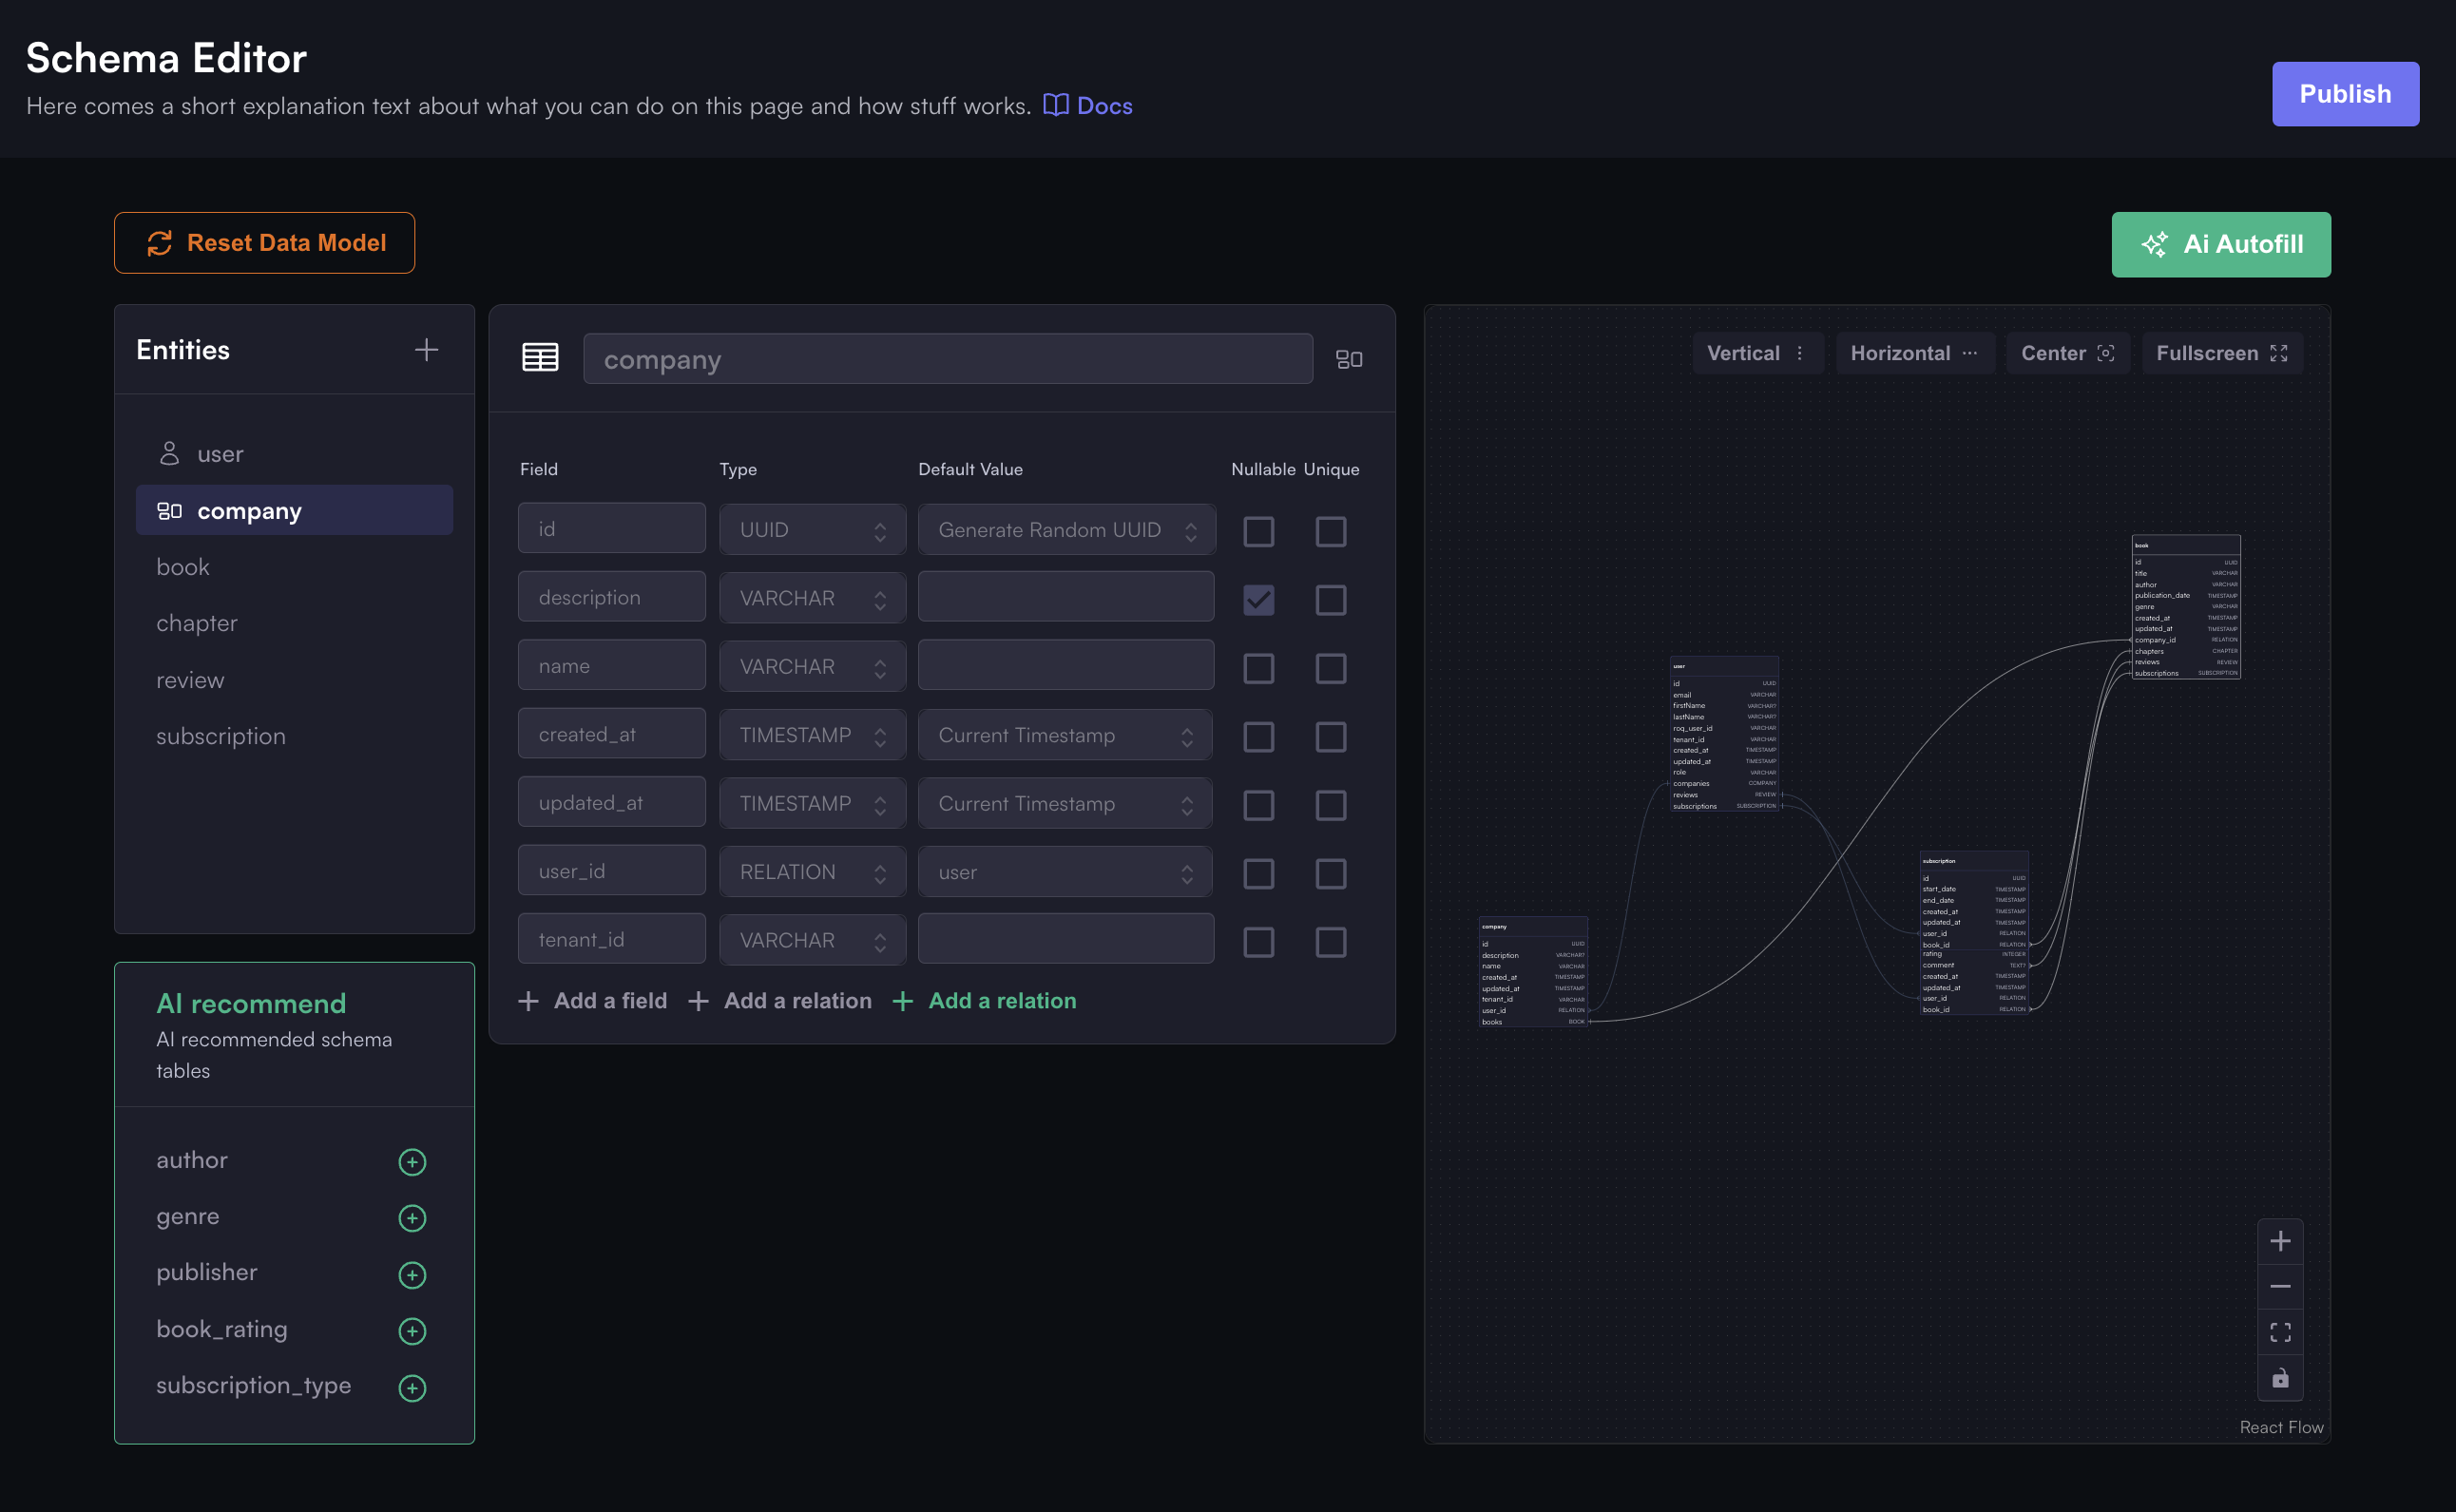 Schema Editor
Here comes a short explanation text about what you can do on this page and how stuff works. Docs
Publish
Reset Data Model
Ai Autofill
Entities
user
company
book
chapter
review
subscription
AI recommend
AI recommended schema
tables
author
genre
publisher
book_rating
subscription_type
company
Field Type Default Value Nullable Unique
id UUID Generate Random UUID
description VARCHAR
name VARCHAR
created_at TIMESTAMP Current Timestamp
updated_at TIMESTAMP Current Timestamp
user_id RELATION user
tenant_id VARCHAR
Add a field Add a relation Add a relation
Vertical Horizontal Center Fullscreen
book
id UUID
title VARCHAR
author VARCHAR
publication_date TIMESTAMP
genre VARCHAR
created_at TIMESTAMP
updated_at TIMESTAMP
company_id RELATION
chapters CHAPTER
reviews REVIEW
subscriptions SUBSCRIPTION
user
id UUID
email VARCHAR
firstName VARCHAR?
lastName VARCHAR?
roq_user_id VARCHAR
tenant_id VARCHAR
created_at TIMESTAMP
updated_at TIMESTAMP
role VARCHAR
companies COMPANY
reviews REVIEW
subscriptions SUBSCRIPTION
subscription
id UUID
start_date TIMESTAMP
end_date TIMESTAMP
created_at TIMESTAMP
updated_at TIMESTAMP
user_id RELATION
book_id RELATION
rating INTEGER
comment TEXT?
created_at TIMESTAMP
updated_at TIMESTAMP
user_id RELATION
book_id RELATION
company
id UUID
description VARCHAR?
name VARCHAR
created_at TIMESTAMP
updated_at TIMESTAMP
tenant_id VARCHAR
user_id RELATION
books BOOK
React Flow